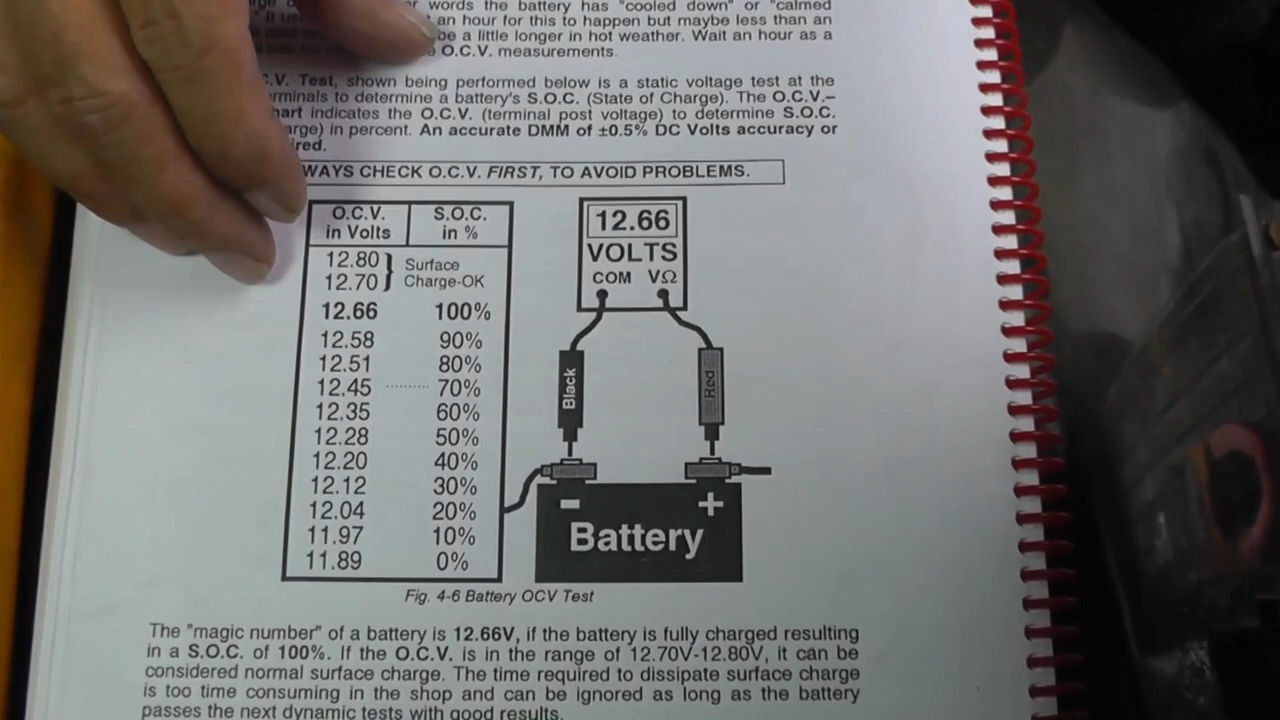 words the battery has "cooled down" or "calmed
an hour for this to happen but maybe less than an
be a little longer in hot weather. Wait an hour as a
O.C.V. measurements.
C.V. Test, shown being performed below is a static voltage test at the
rminals to determine a battery's S.O.C. (State of Charge). The O.C.V.–
hart indicates the O.C.V. (terminal post voltage) to determine S.O.C.
arge) in percent. An accurate DMM of ±0.5% DC Volts accuracy or
ired.
WAYS CHECK O.C.V. FIRST, TO AVOID PROBLEMS.
O.C.V. in Volts S.O.C. in %
12.80 Surface
12.70 Charge-OK
12.66 100%
12.58 90%
12.51 80%
12.45 ........ 70%
12.35 60%
12.28 50%
12.20 40%
12.12 30%
12.04 20%
11.97 10%
11.89 0%
12.66
VOLTS
COM VΩ
Black Red
- +
Battery
Fig. 4-6 Battery OCV Test
The "magic number" of a battery is 12.66V, if the battery is fully charged resulting
in a S.O.C. of 100%. If the O.C.V. is in the range of 12.70V-12.80V, it can be
considered normal surface charge. The time required to dissipate surface charge
is too time consuming in the shop and can be ignored as long as the battery
passes the next dynamic tests with good results.